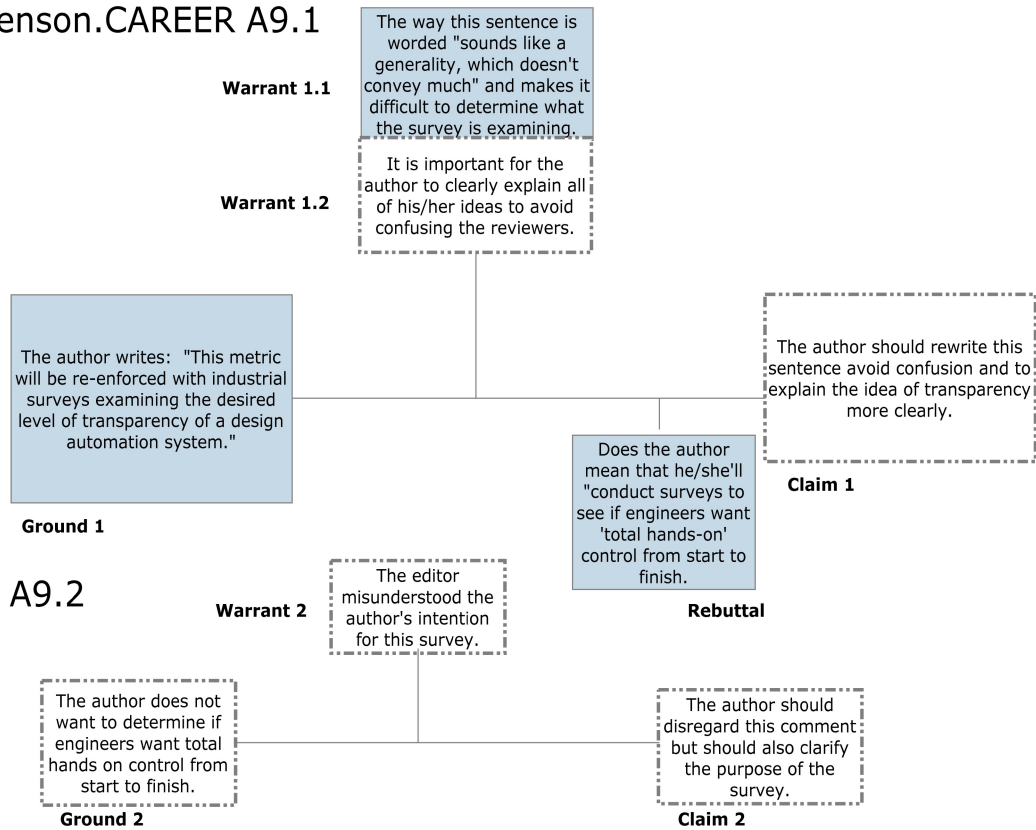 enson.CAREER A9.1
The way this sentence is
worded "sounds like a
generality, which doesn't
convey much" and makes it
difficult to determine what
the survey is examining.
Warrant 1.1
It is important for the
author to clearly explain all
of his/her ideas to avoid
confusing the reviewers.
Warrant 1.2
The author writes:  "This metric
will be re-enforced with industrial
surveys examining the desired
level of transparency of a design
automation system."
Ground 1
The author should rewrite this
sentence avoid confusion and to
explain the idea of transparency
more clearly.
Claim 1
Does the author
mean that he/she'll
"conduct surveys to
see if engineers want
'total hands-on'
control from start to
finish.
Rebuttal
A9.2
Warrant 2
The editor
misunderstood the
author's intention
for this survey.
The author does not
want to determine if
engineers want total
hands on control from
start to finish.
Ground 2
The author should
disregard this comment
but should also clarify
the purpose of the
survey.
Claim 2